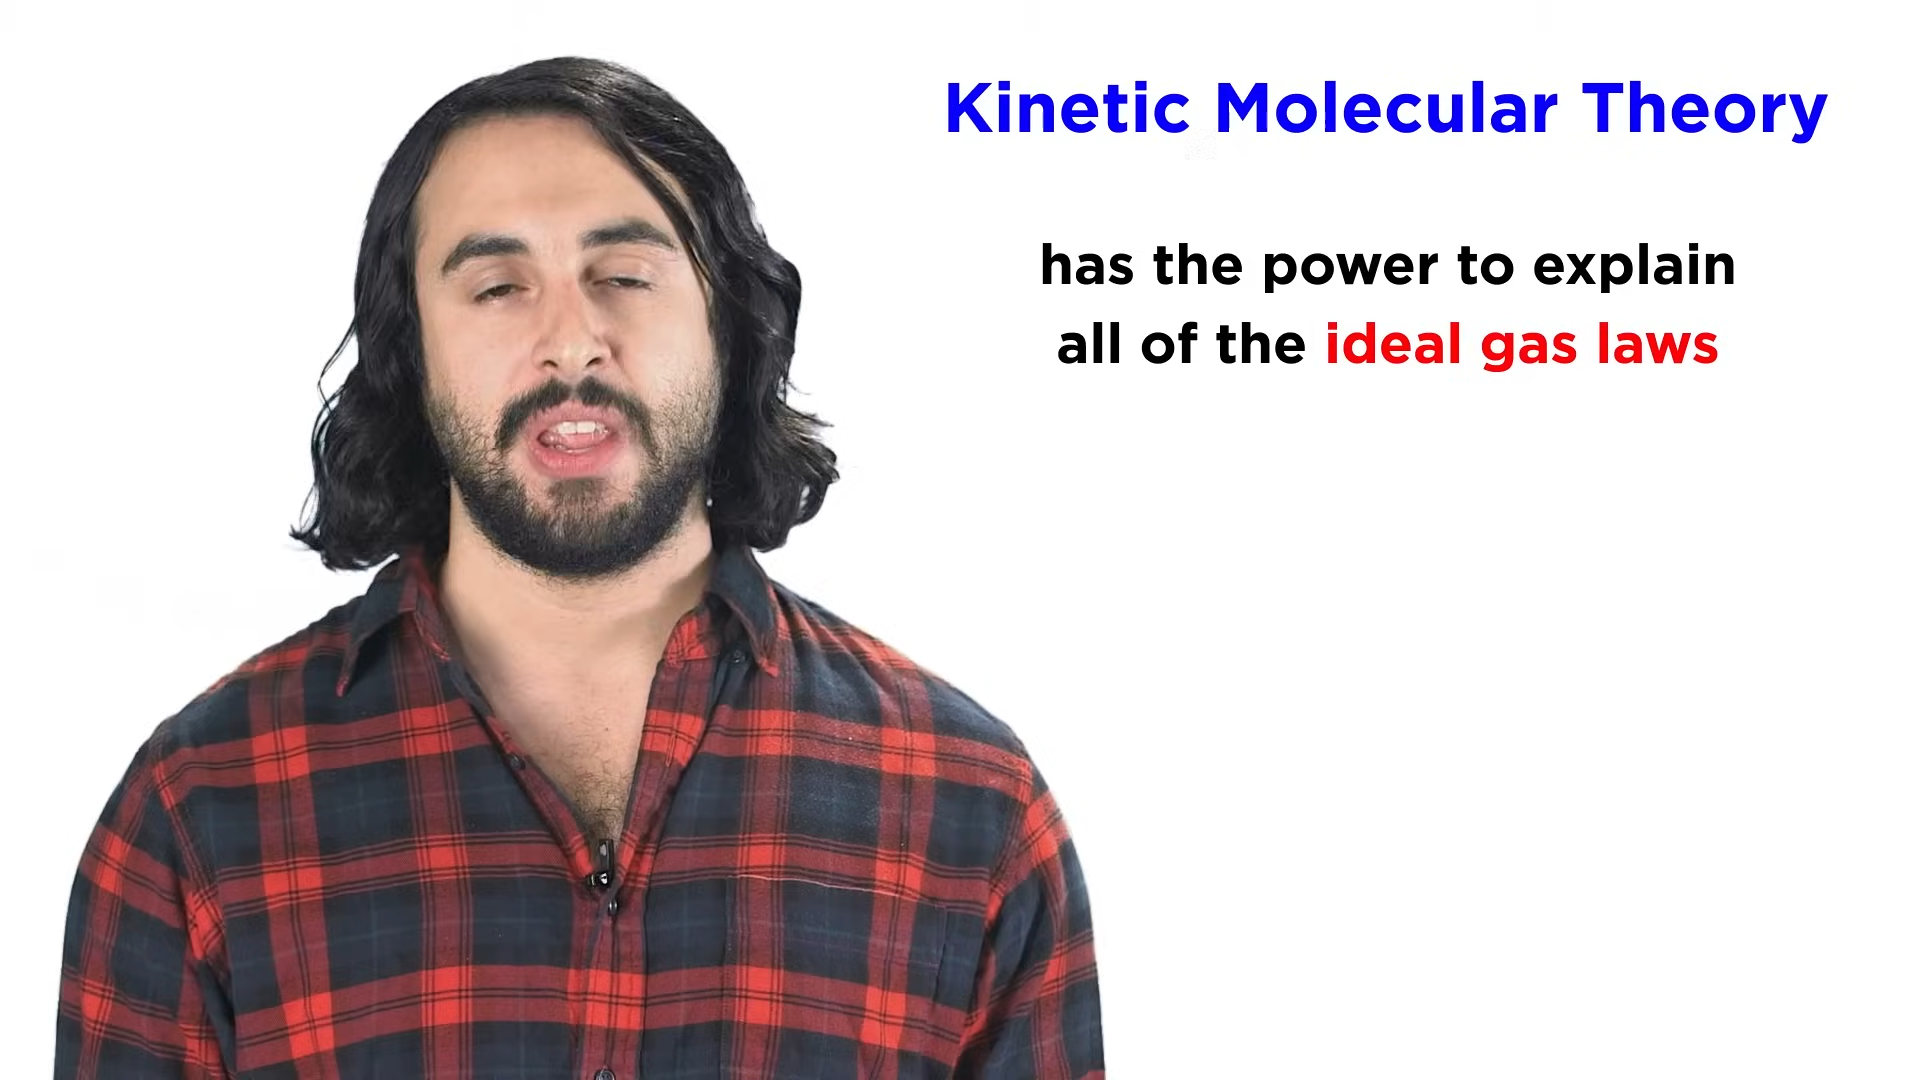 Kinetic Molecular Theory
has the power to explain
all of the ideal gas laws